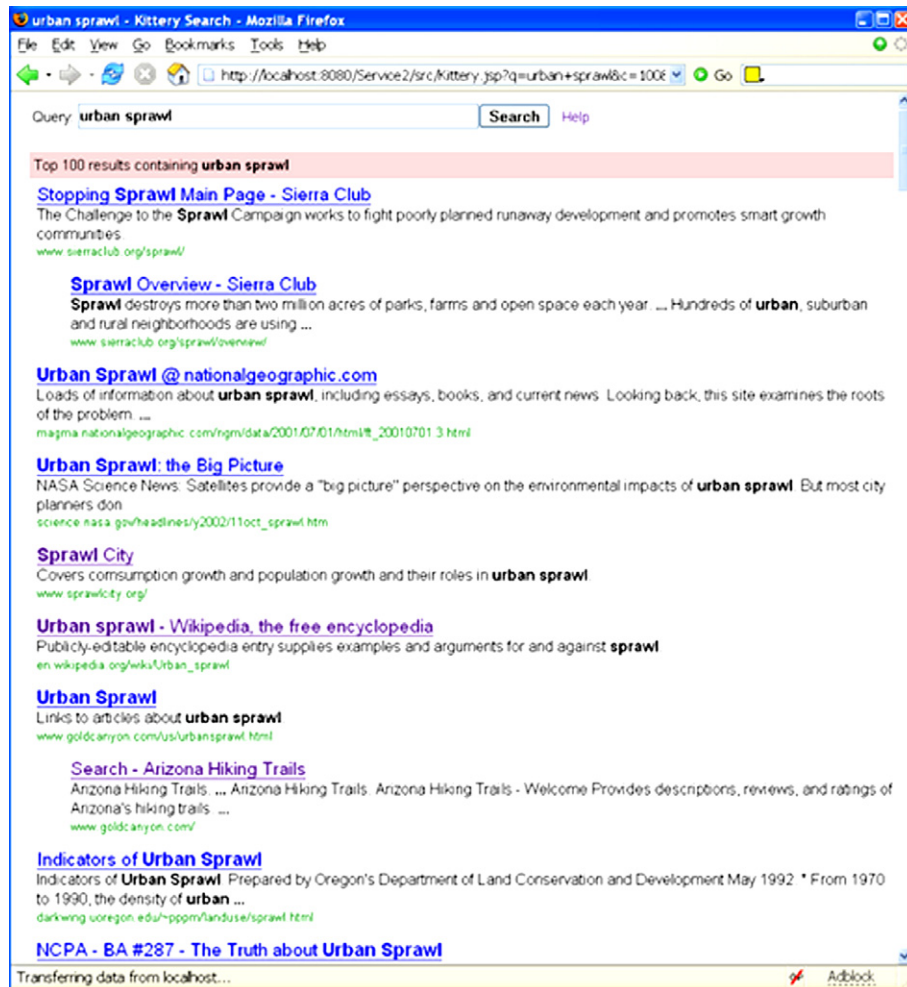 urban sprawl - Kittery Search - Mozilla Firefox
File Edit View Go Bookmarks Tools Help
http://localhost:8080/Service2/src/Kittery.jsp?q=urban+sprawl&c=1008 Go
Query urban sprawl Search Help
Top 100 results containing urban sprawl
Stopping Sprawl Main Page - Sierra Club
The Challenge to the Sprawl Campaign works to fight poorly planned runaway development and promotes smart growth
communities
www.sierraclub.org/sprawl/
Sprawl Overview - Sierra Club
Sprawl destroys more than two million acres of parks, farms and open space each year. ... Hundreds of urban, suburban
and rural neighborhoods are using ...
www.sierraclub.org/sprawl/overview/
Urban Sprawl @ nationalgeographic.com
Loads of information about urban sprawl, including essays, books, and current news. Looking back, this site examines the roots
of the problem. ...
magma.nationalgeographic.com/ngm/data/2001/07/01/html/ft_20010701.3.html
Urban Sprawl: the Big Picture
NASA Science News: Satellites provide a "big picture" perspective on the environmental impacts of urban sprawl. But most city
planners don
science.nasa.gov/headlines/y2002/11oct_sprawl.htm
Sprawl City
Covers comsumption growth and population growth and their roles in urban sprawl.
www.sprawlcity.org/
Urban sprawl - Wikipedia, the free encyclopedia
Publicly-editable encyclopedia entry supplies examples and arguments for and against sprawl
en.wikipedia.org/wiki/Urban_sprawl
Urban Sprawl
Links to articles about urban sprawl
www.goldcanyon.com/us/urbansprawl.html
Search - Arizona Hiking Trails
Arizona Hiking Trails. ... Arizona Hiking Trails. Arizona Hiking Trails - Welcome Provides descriptions, reviews, and ratings of
Arizona's hiking trails. ...
www.goldcanyon.com/
Indicators of Urban Sprawl
Indicators of Urban Sprawl. Prepared by Oregon's Department of Land Conservation and Development May 1992. * From 1970
to 1990, the density of urban ...
darkwing.uoregon.edu/~pppm/landuse/sprawl.html
NCPA - BA #287 - The Truth about Urban Sprawl
Transferring data from localhost... Adblock